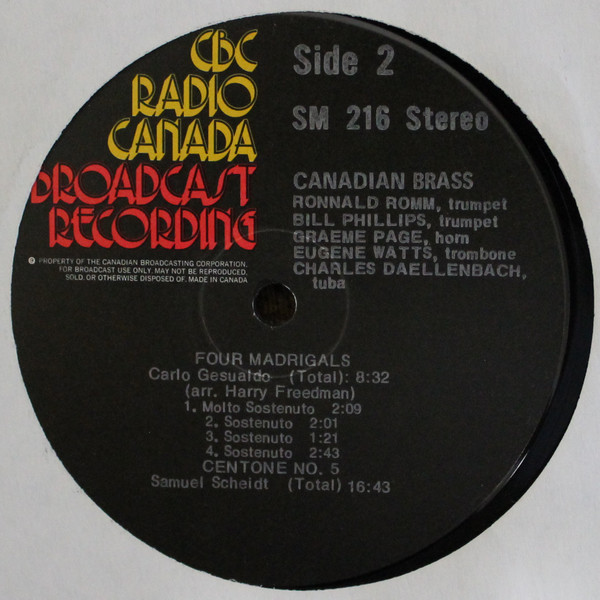 CBC
RADIO
CANADA
BROADCAST
RECORDING
℗ PROPERTY OF THE CANADIAN BROADCASTING CORPORATION.
FOR BROADCAST USE ONLY. MAY NOT BE REPRODUCED,
SOLD, OR OTHERWISE DISPOSED OF. MADE IN CANADA
Side 2
SM 216 Stereo
CANADIAN BRASS
RONNALD ROMM, trumpet
BILL PHILLIPS, trumpet
GRAEME PAGE, horn
EUGENE WATTS, trombone
CHARLES DAELLENBACH,
tuba
FOUR MADRIGALS
Carlo Gesualdo (Total): 8:32
(arr. Harry Freedman)
1. Molto Sostenuto 2:09
2. Sostenuto 2:01
3. Sostenuto 1:21
4. Sostenuto 2:43
CENTONE NO. 5
Samuel Scheidt (Total) 16:43